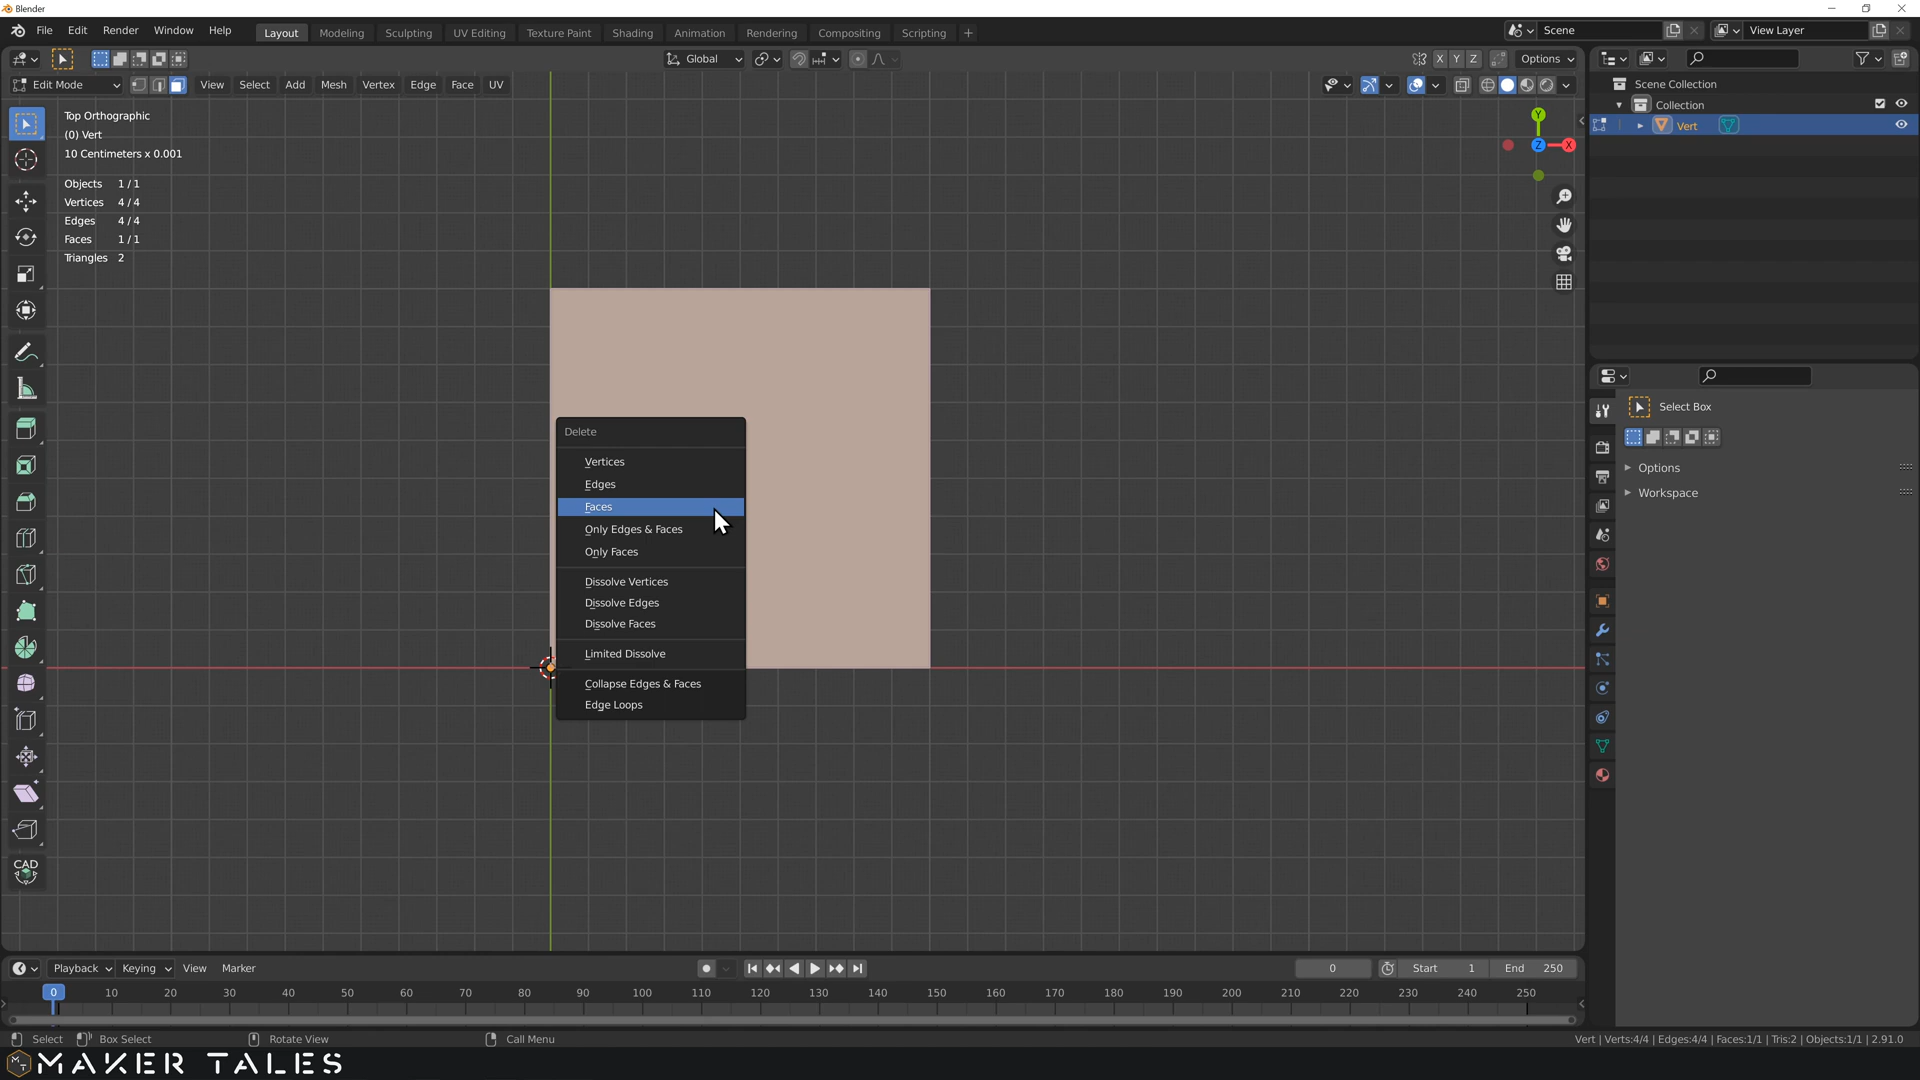 Blender
File Edit Render Window Help Layout Modeling Sculpting UV Editing Texture Paint Shading Animation Rendering Compositing Scripting + Scene View Layer
Global X Y Z Options
Edit Mode View Select Add Mesh Vertex Edge Face UV
Scene Collection
Collection
Vert
Top Orthographic
(0) Vert
10 Centimeters x 0.001
Objects 1/1
Vertices 4/4
Edges 4/4
Faces 1/1
Triangles 2
Y
Z X
Delete
Vertices
Edges
Faces
Only Edges & Faces
Only Faces
Dissolve Vertices
Dissolve Edges
Dissolve Faces
Limited Dissolve
Collapse Edges & Faces
Edge Loops
CAD
Select Box
Options
Workspace
Playback Keying View Marker 0 Start 1 End 250
0 10 20 30 40 50 60 70 80 90 100 110 120 130 140 150 160 170 180 190 200 210 220 230 240 250
Select Box Select Rotate View Call Menu Vert | Verts:4/4 | Edges:4/4 | Faces:1/1 | Tris:2 | Objects:1/1 | 2.91.0
MT MAKER TALES